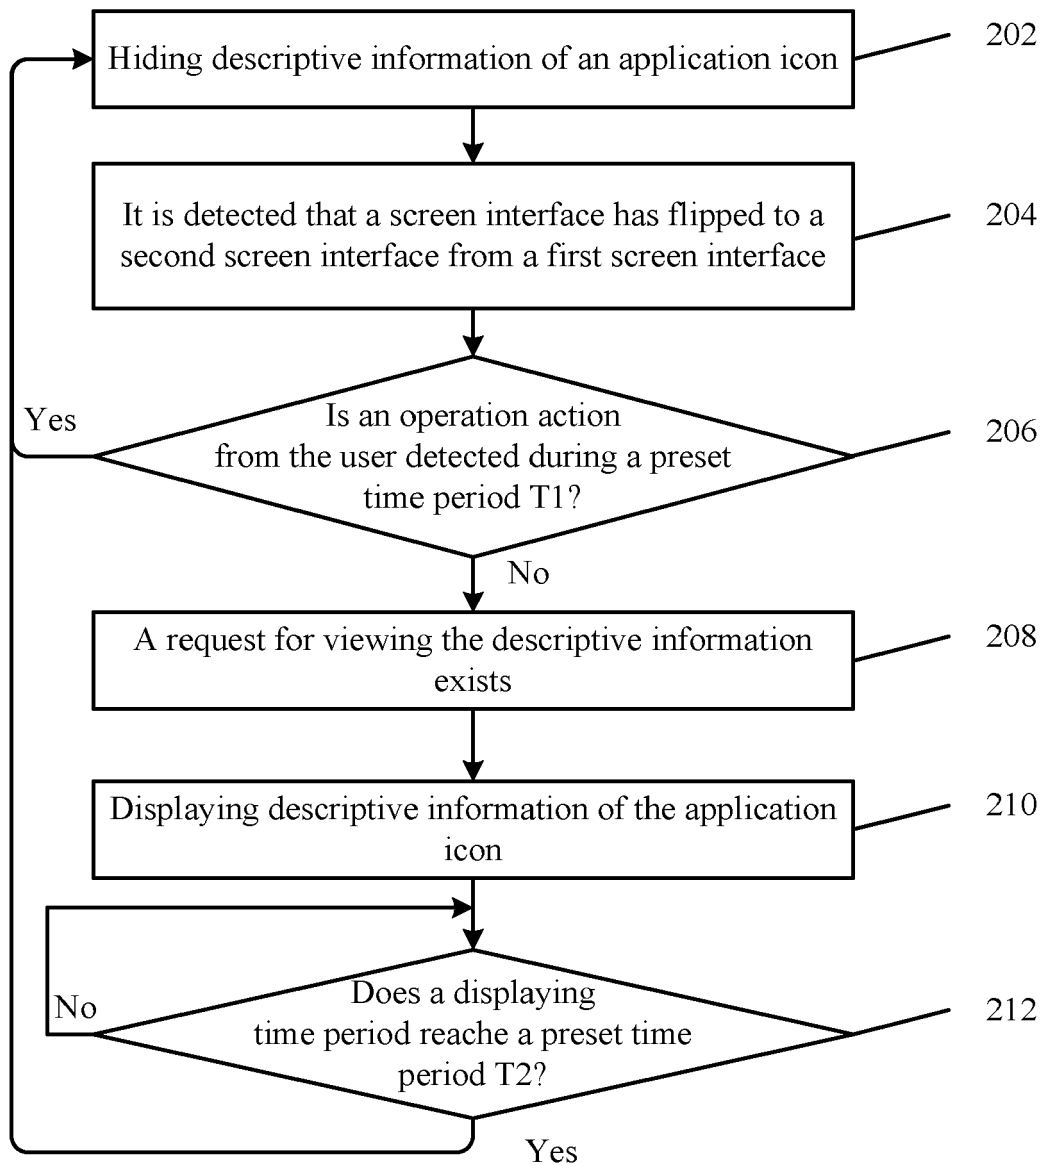 Hiding descriptive information of an application icon
202
It is detected that a screen interface has flipped to a
second screen interface from a first screen interface
204
Is an operation action
from the user detected during a preset
time period T1?
206
Yes
No
A request for viewing the descriptive information
exists
208
Displaying descriptive information of the application
icon
210
Does a displaying
time period reache a preset time
period T2?
212
No
Yes